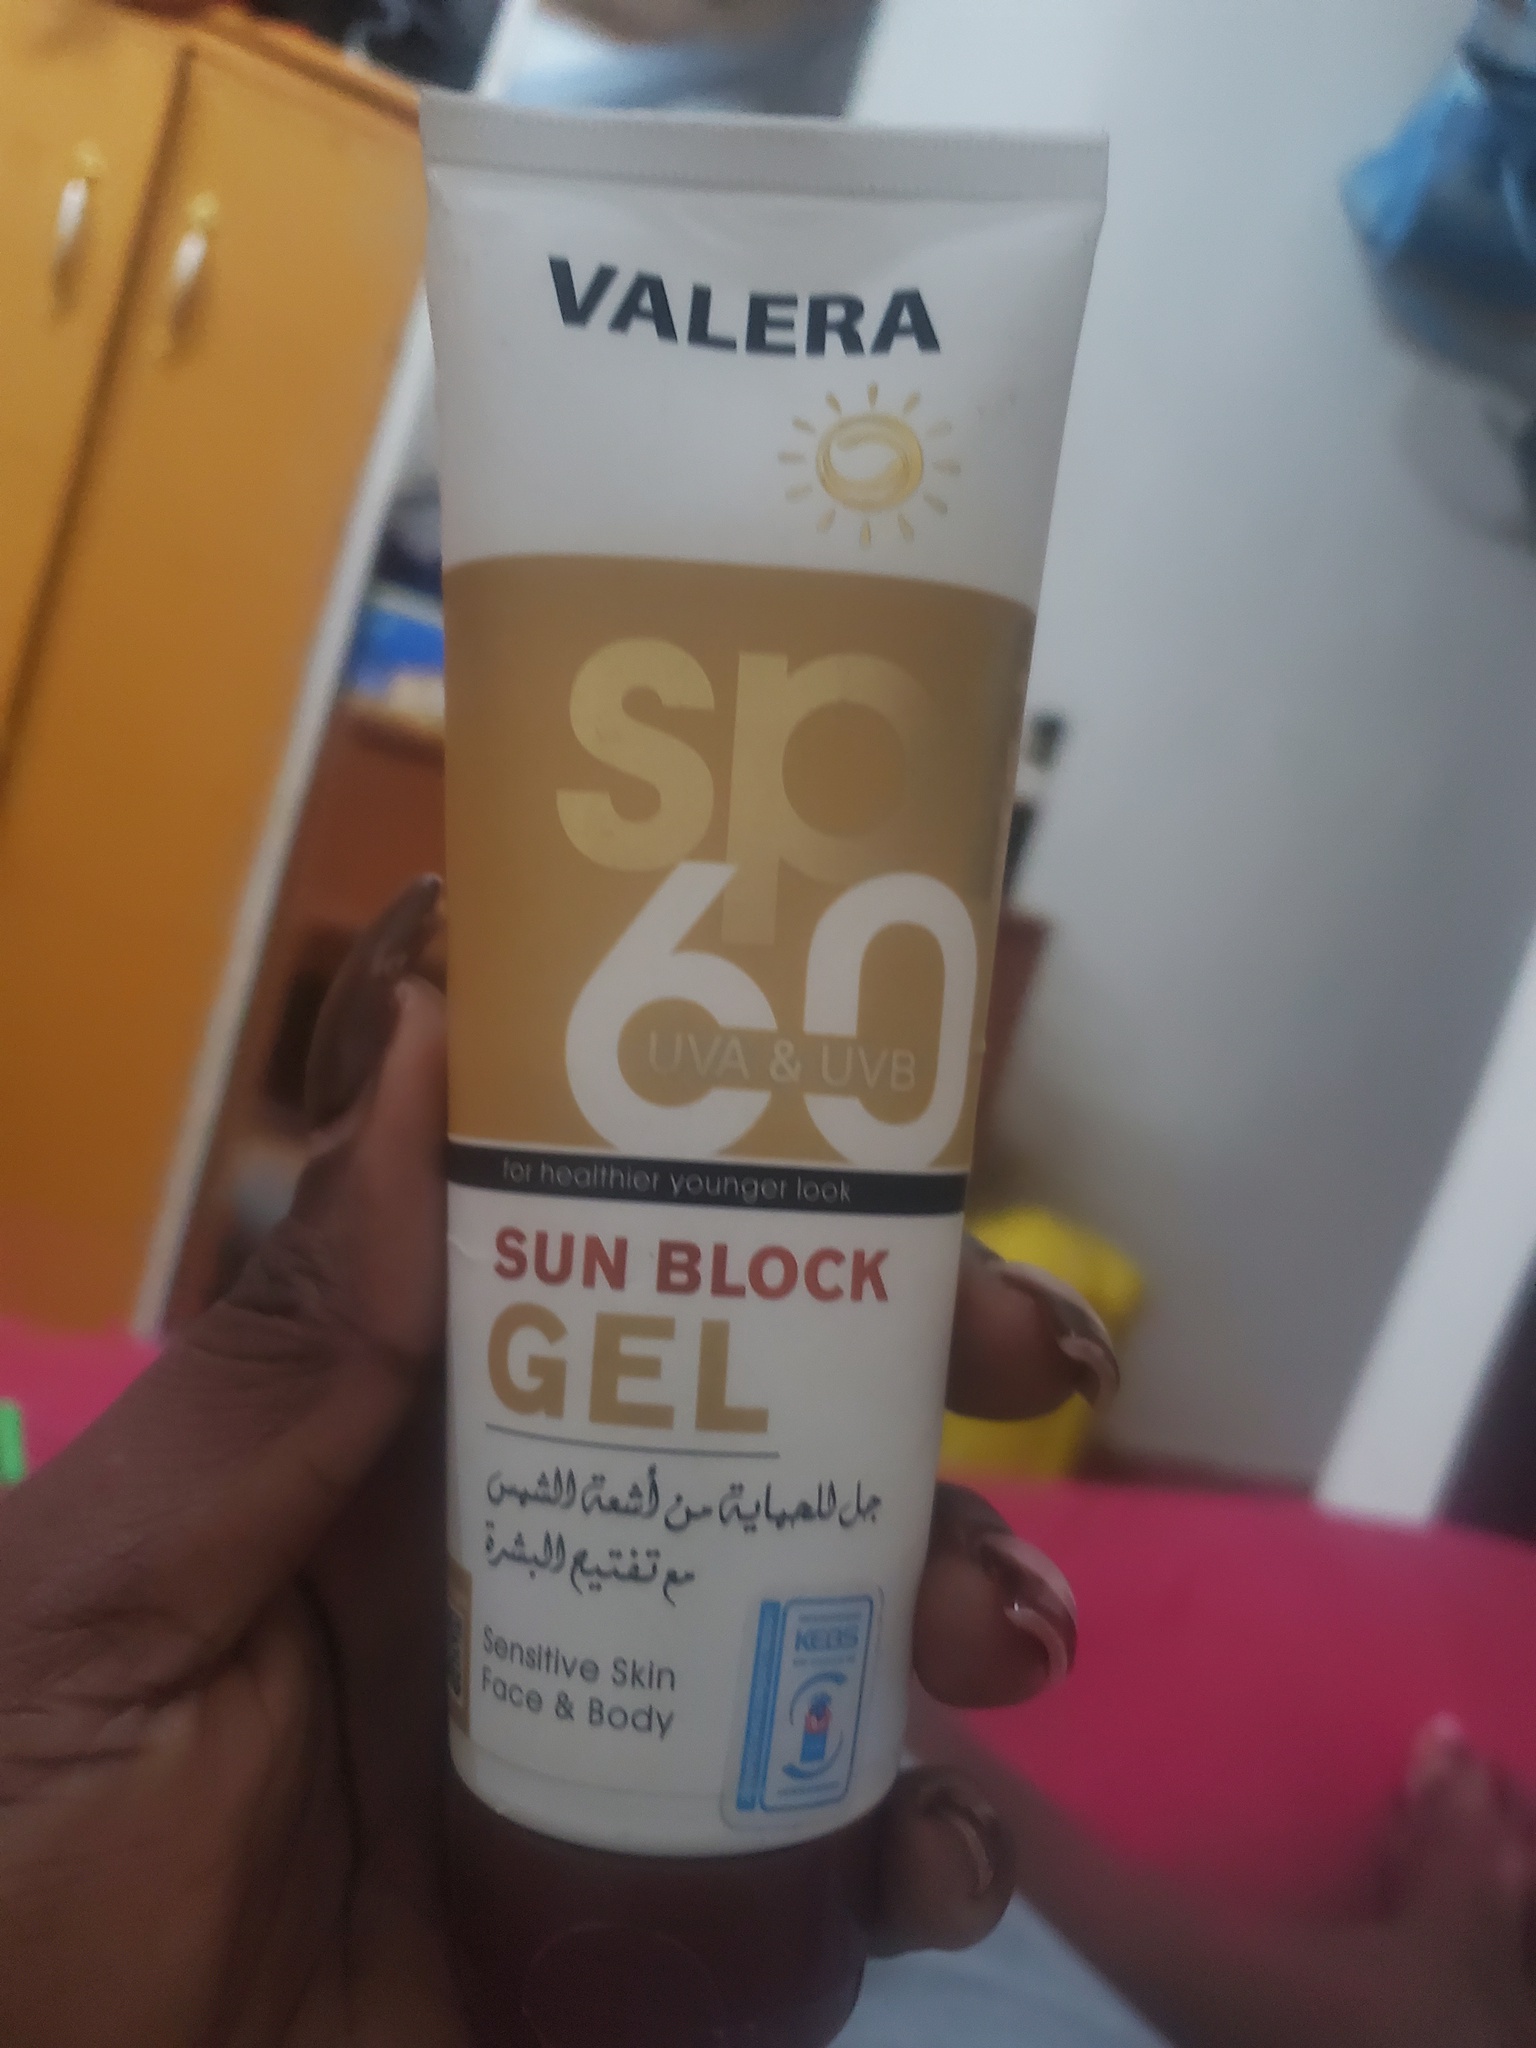 VALERA
sp
60
UVA & UVB
for healthier younger look
SUN BLOCK
GEL
جل للحماية من أشعة الشمس
مع تفتيح البشرة
Sensitive Skin
Face & Body
KEBS